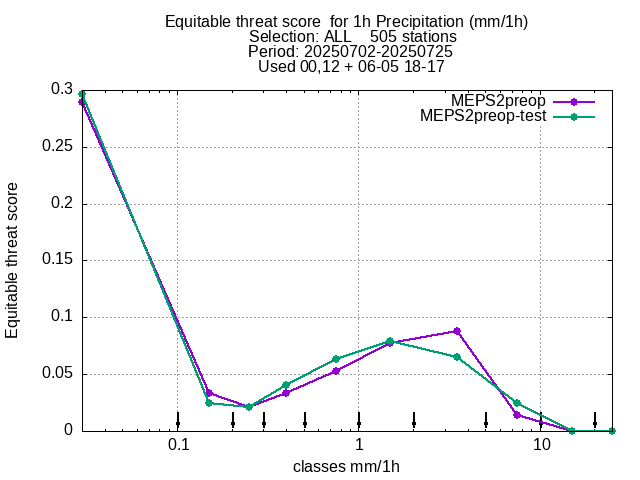 Equitable threat score  for 1h Precipitation (mm/1h)
Selection: ALL    505 stations
Period: 20250702-20250725
Used 00,12 + 06-05 18-17
MEPS2preop
MEPS2preop-test
0.3
0.25
0.2
0.15
0.1
0.05
0
Equitable threat score
0.1
1
10
classes mm/1h